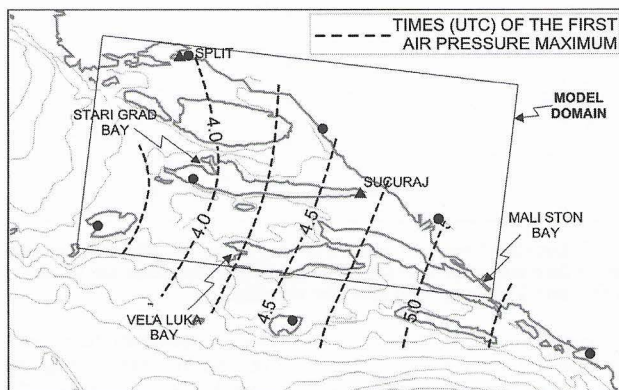 TIMES (UTC) OF THE FIRST
AIR PRESSURE MAXIMUM
SPLIT
STARI GRAD
BAY
4.0
MODEL
DOMAIN
SUCURAJ
4.0
4.5
MALI STON
BAY
VELA LUKA
BAY
4.5
5.0